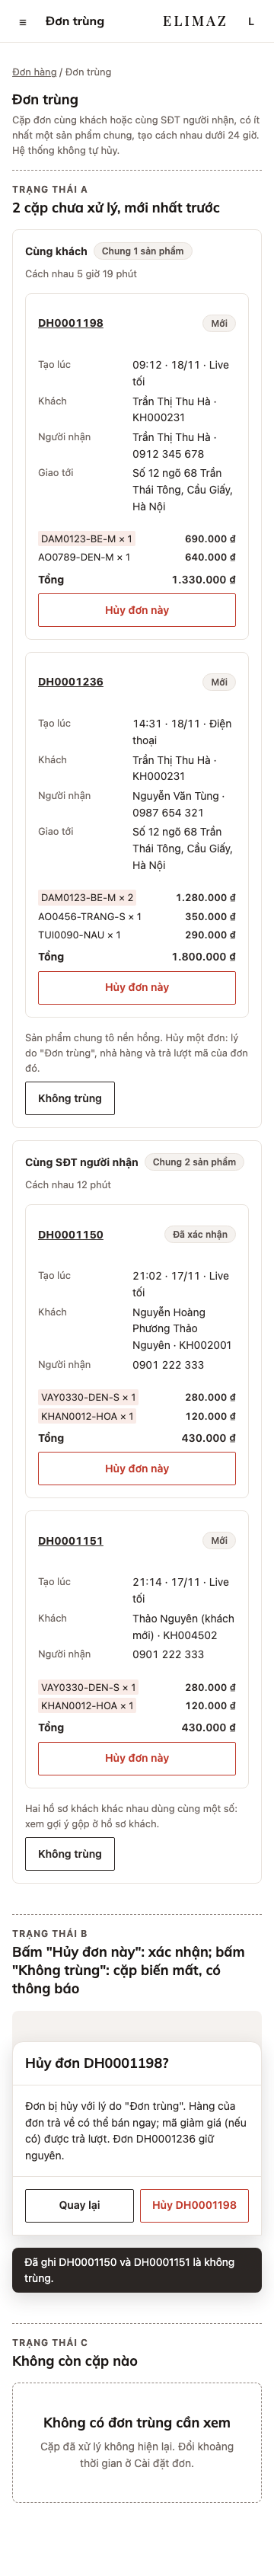 ≡ Đơn trùng ELIMAZ L
Đơn hàng / Đơn trùng
Đơn trùng
Cặp đơn cùng khách hoặc cùng SĐT người nhận, có ít
nhất một sản phẩm chung, tạo cách nhau dưới 24 giờ.
Hệ thống không tự hủy.
TRẠNG THÁI A
2 cặp chưa xử lý, mới nhất trước
Cùng khách Chung 1 sản phẩm
Cách nhau 5 giờ 19 phút
DH0001198 Mới
Tạo lúc 09:12 · 18/11 · Live
tối
Khách Trần Thị Thu Hà ·
KH000231
Người nhận Trần Thị Thu Hà ·
0912 345 678
Giao tới Số 12 ngõ 68 Trần
Thái Tông, Cầu Giấy,
Hà Nội
DAM0123-BE-M × 1 690.000 ₫
AO0789-DEN-M × 1 640.000 ₫
Tổng 1.330.000 ₫
Hủy đơn này
DH0001236 Mới
Tạo lúc 14:31 · 18/11 · Điện
thoại
Khách Trần Thị Thu Hà ·
KH000231
Người nhận Nguyễn Văn Tùng ·
0987 654 321
Giao tới Số 12 ngõ 68 Trần
Thái Tông, Cầu Giấy,
Hà Nội
DAM0123-BE-M × 2 1.280.000 ₫
AO0456-TRANG-S × 1 350.000 ₫
TUI0090-NAU × 1 290.000 ₫
Tổng 1.800.000 ₫
Hủy đơn này
Sản phẩm chung tô nền hồng. Hủy một đơn: lý
do "Đơn trùng", nhả hàng và trả lượt mã của đơn
đó.
Không trùng
Cùng SĐT người nhận Chung 2 sản phẩm
Cách nhau 12 phút
DH0001150 Đã xác nhận
Tạo lúc 21:02 · 17/11 · Live
tối
Khách Nguyễn Hoàng
Phương Thảo
Nguyên · KH002001
Người nhận 0901 222 333
VAY0330-DEN-S × 1 280.000 ₫
KHAN0012-HOA × 1 120.000 ₫
Tổng 430.000 ₫
Hủy đơn này
DH0001151 Mới
Tạo lúc 21:14 · 17/11 · Live
tối
Khách Thảo Nguyên (khách
mới) · KH004502
Người nhận 0901 222 333
VAY0330-DEN-S × 1 280.000 ₫
KHAN0012-HOA × 1 120.000 ₫
Tổng 430.000 ₫
Hủy đơn này
Hai hồ sơ khách khác nhau dùng cùng một số:
xem gợi ý gộp ở hồ sơ khách.
Không trùng
TRẠNG THÁI B
Bấm "Hủy đơn này": xác nhận; bấm
"Không trùng": cặp biến mất, có
thông báo
Hủy đơn DH0001198?
Đơn bị hủy với lý do "Đơn trùng". Hàng của
đơn trả về có thể bán ngay; mã giảm giá (nếu
có) được trả lượt. Đơn DH0001236 giữ
nguyên.
Quay lại Hủy DH0001198
Đã ghi DH0001150 và DH0001151 là không
trùng.
TRẠNG THÁI C
Không còn cặp nào
Không có đơn trùng cần xem
Cặp đã xử lý không hiện lại. Đổi khoảng
thời gian ở Cài đặt đơn.